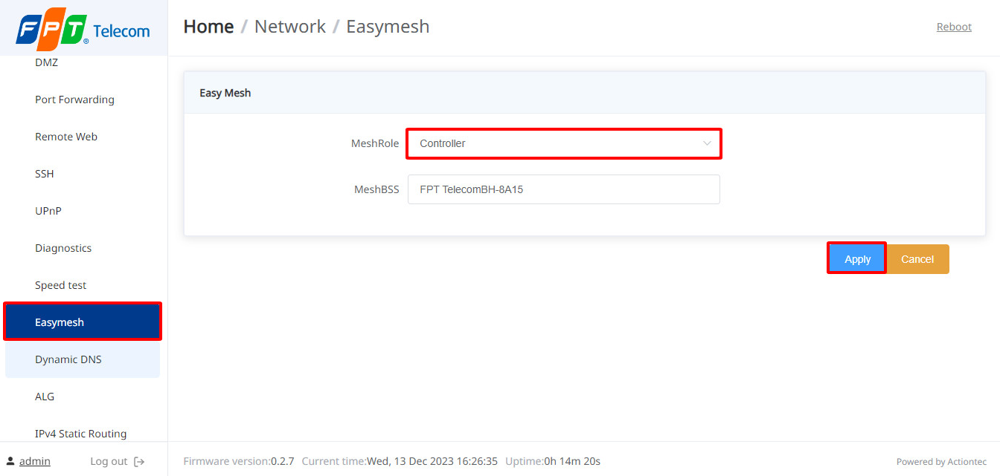 FPT® Telecom
Home / Network / Easymesh
Reboot
DMZ
Port Forwarding
Remote Web
SSH
UPnP
Diagnostics
Speed test
Easymesh
Dynamic DNS
ALG
IPv4 Static Routing
admin
Log out
Easy Mesh
MeshRole Controller
MeshBSS FPT TelecomBH-8A15
Apply Cancel
Firmware version:0.2.7 Current time:Wed, 13 Dec 2023 16:26:35 Uptime:0h 14m 20s
Powered by Actiontec